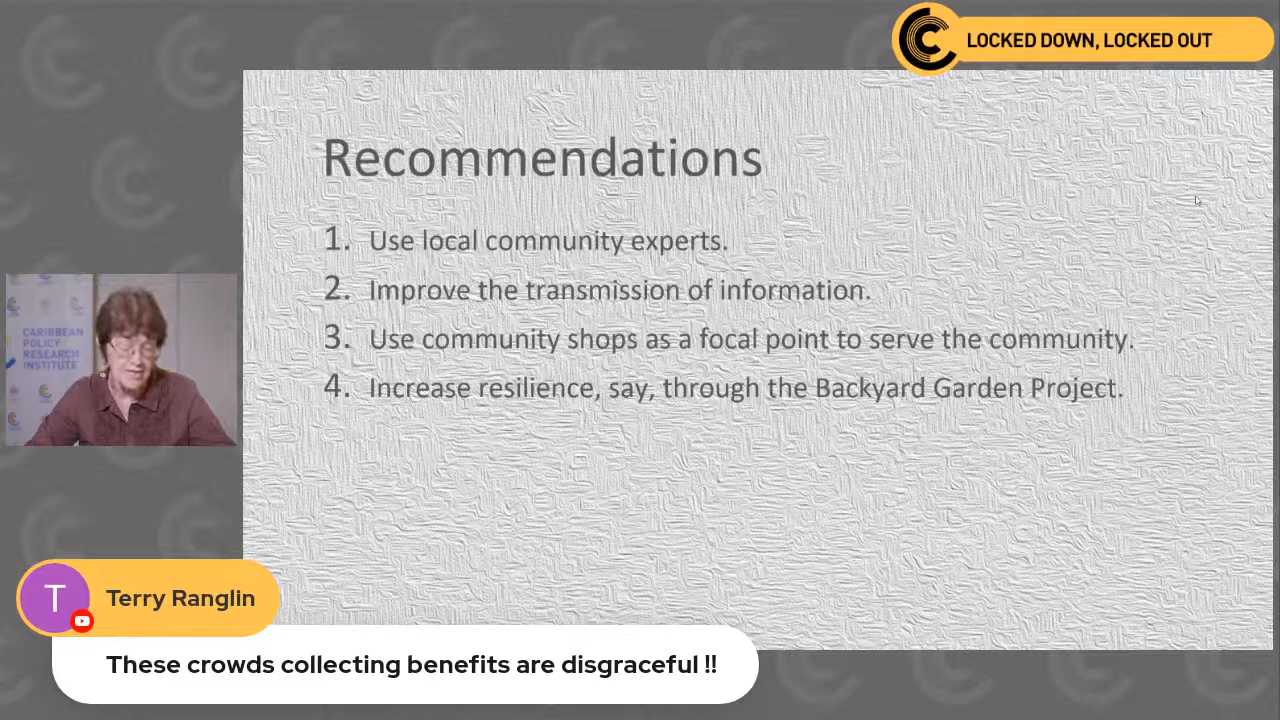 LOCKED DOWN, LOCKED OUT
Recommendations
1. Use local community experts.
2. Improve the transmission of information.
3. Use community shops as a focal point to serve the community.
4. Increase resilience, say, through the Backyard Garden Project.
CARIBBEAN
POLICY
RESEARCH
INSTITUTE
T
Terry Ranglin
These crowds collecting benefits are disgraceful !!